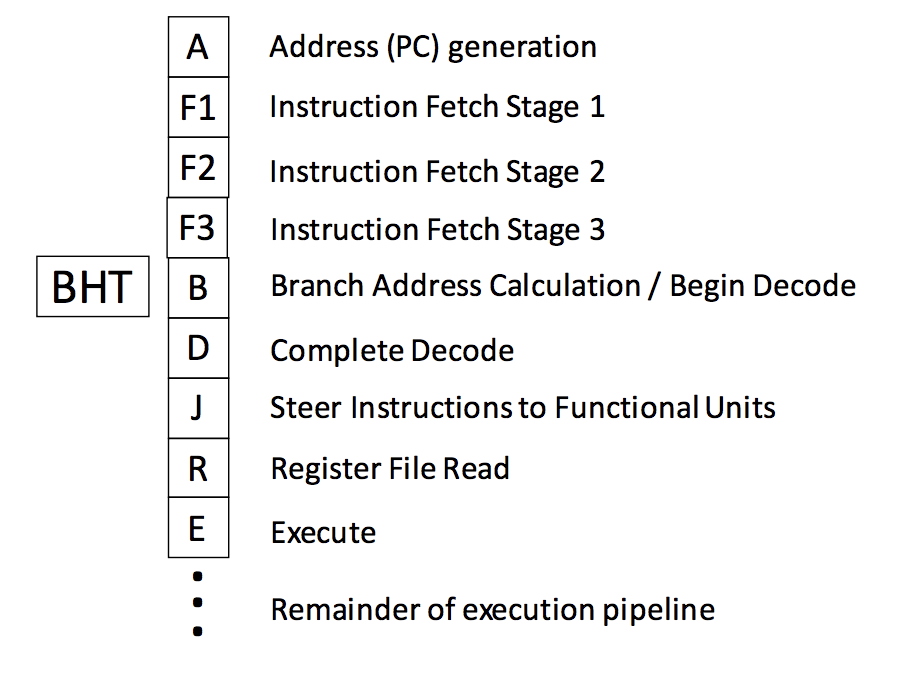 A Address (PC) generation
F1 Instruction Fetch Stage 1
F2 Instruction Fetch Stage 2
F3 Instruction Fetch Stage 3
BHT B Branch Address Calculation / Begin Decode
D Complete Decode
J Steer Instructions to Functional Units
R Register File Read
E Execute
Remainder of execution pipeline